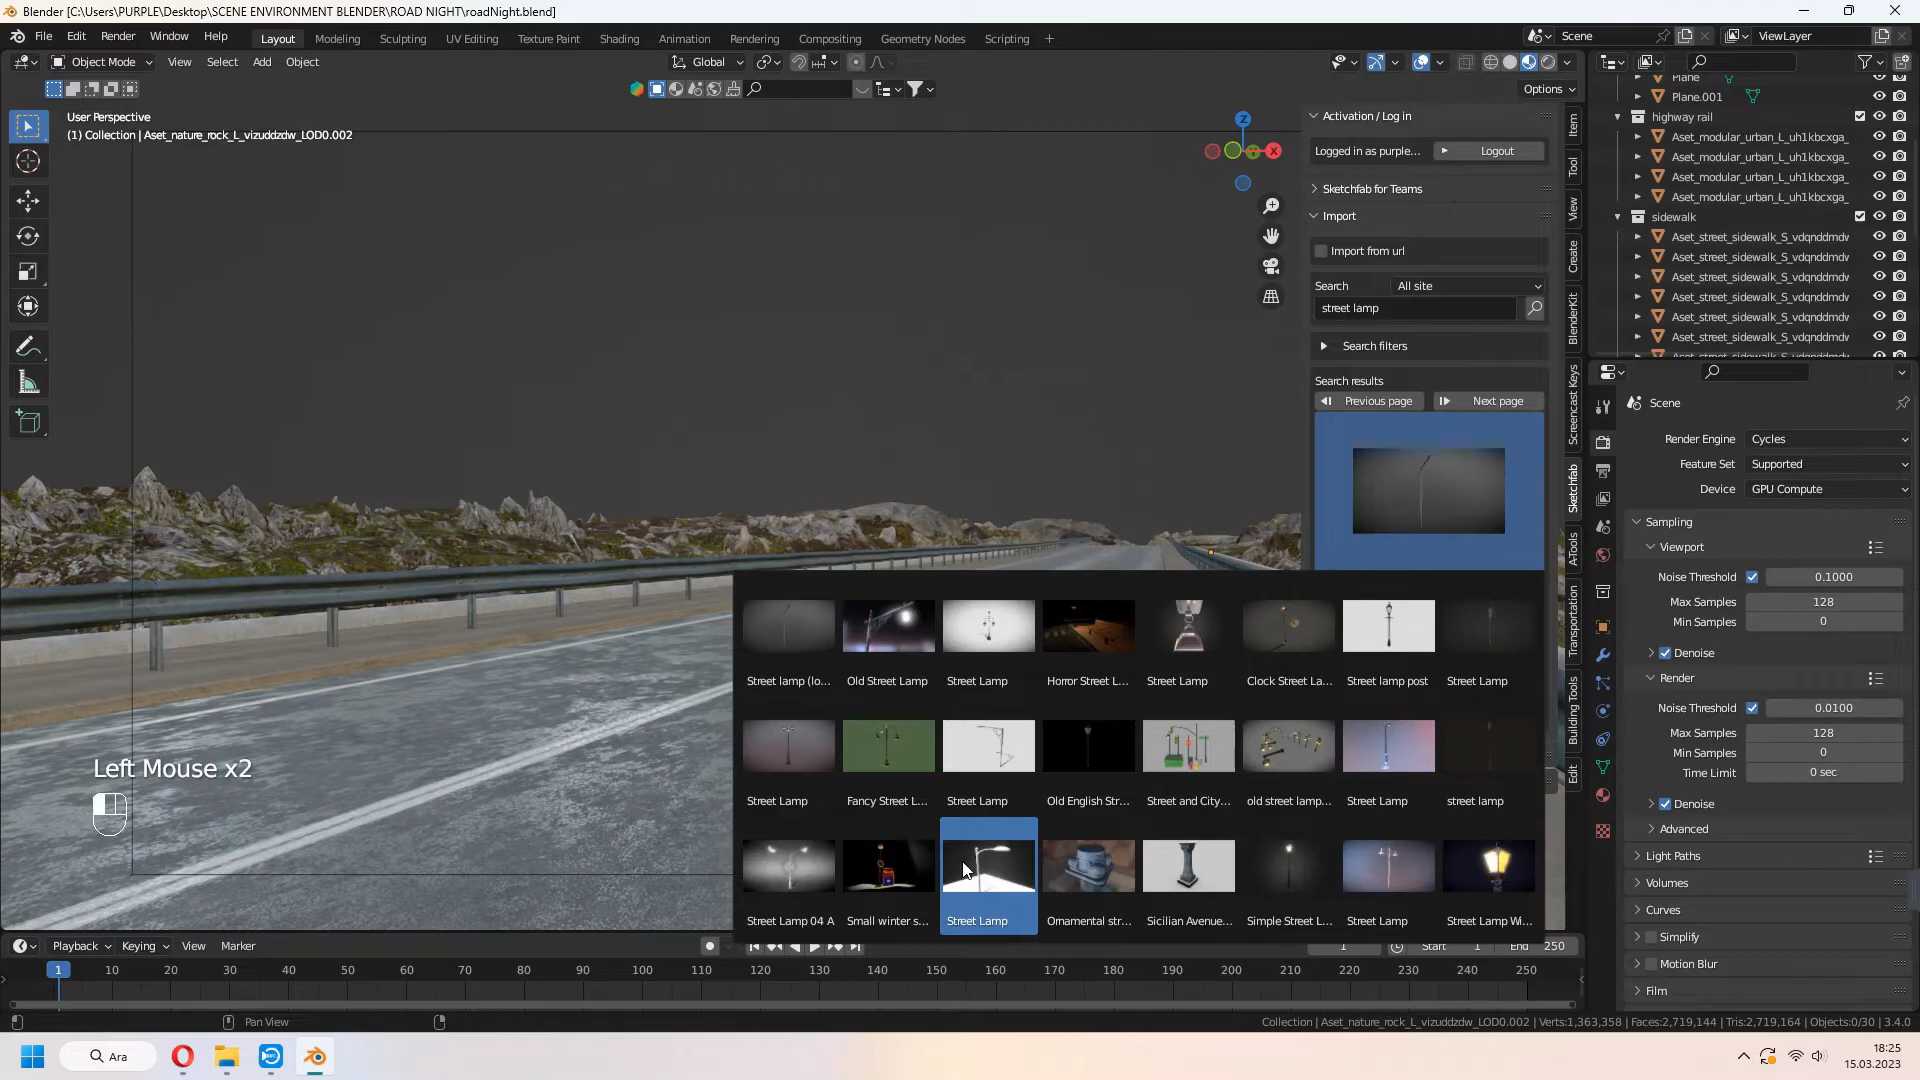 Blender [C:\Users\PURPLE\Desktop\SCENE ENVIRONMENT BLENDER\ROAD NIGHT\roadNight.blend]
File Edit Render Window Help Layout Modeling Sculpting UV Editing Texture Paint Shading Animation Rendering Compositing Geometry Nodes Scripting + Scene ViewLayer
Object Mode View Select Add Object Global
Options
User Perspective
(1) Collection | Aset_nature_rock_L_vizuddzdw_LOD0.002
Z
X
Activation / Log in
Logged in as purple... Logout
Sketchfab for Teams
Import
Import from url
Search All site
street lamp
Search filters
Search results
Previous page Next page
Street lamp (lo... Old Street Lamp Street Lamp Horror Street L... Street Lamp Clock Street La... Street lamp post Street Lamp
Street Lamp Fancy Street L... Street Lamp Old English Str... Street and City... old street lamp... Street Lamp street lamp
Street Lamp 04 A Small winter s... Street Lamp Ornamental str... Sicilian Avenue... Simple Street L... Street Lamp Street Lamp Wi...
Left Mouse x2
Item
Tool
View
Create
BlenderKit
Screencast Keys
Sketchfab
A-Tools
Transportation
Building Tools
Edit
Plane
Plane.001
highway rail
Aset_modular_urban_L_uh1kbcxga_
Aset_modular_urban_L_uh1kbcxga_
Aset_modular_urban_L_uh1kbcxga_
Aset_modular_urban_L_uh1kbcxga_
sidewalk
Aset_street_sidewalk_S_vdqnddmdw
Aset_street_sidewalk_S_vdqnddmdw
Aset_street_sidewalk_S_vdqnddmdw
Aset_street_sidewalk_S_vdqnddmdw
Aset_street_sidewalk_S_vdqnddmdw
Aset_street_sidewalk_S_vdqnddmdw
Scene
Render Engine Cycles
Feature Set Supported
Device GPU Compute
Sampling
Viewport
Noise Threshold 0.1000
Max Samples 128
Min Samples 0
Denoise
Render
Noise Threshold 0.0100
Max Samples 128
Min Samples 0
Time Limit 0 sec
Denoise
Advanced
Light Paths
Volumes
Curves
Simplify
Motion Blur
Film
Playback Keying View Marker 1 Start 1 End 250
1 10 20 30 40 50 60 70 80 90 100 110 120 130 140 150 160 170 180 190 200 210 220 230 240 250
Pan View
Collection | Aset_nature_rock_L_vizuddzdw_LOD0.002 | Verts:1,363,358 | Faces:2,719,144 | Tris:2,719,164 | Objects:0/30 | 3.4.0
Ara
18:25
15.03.2023